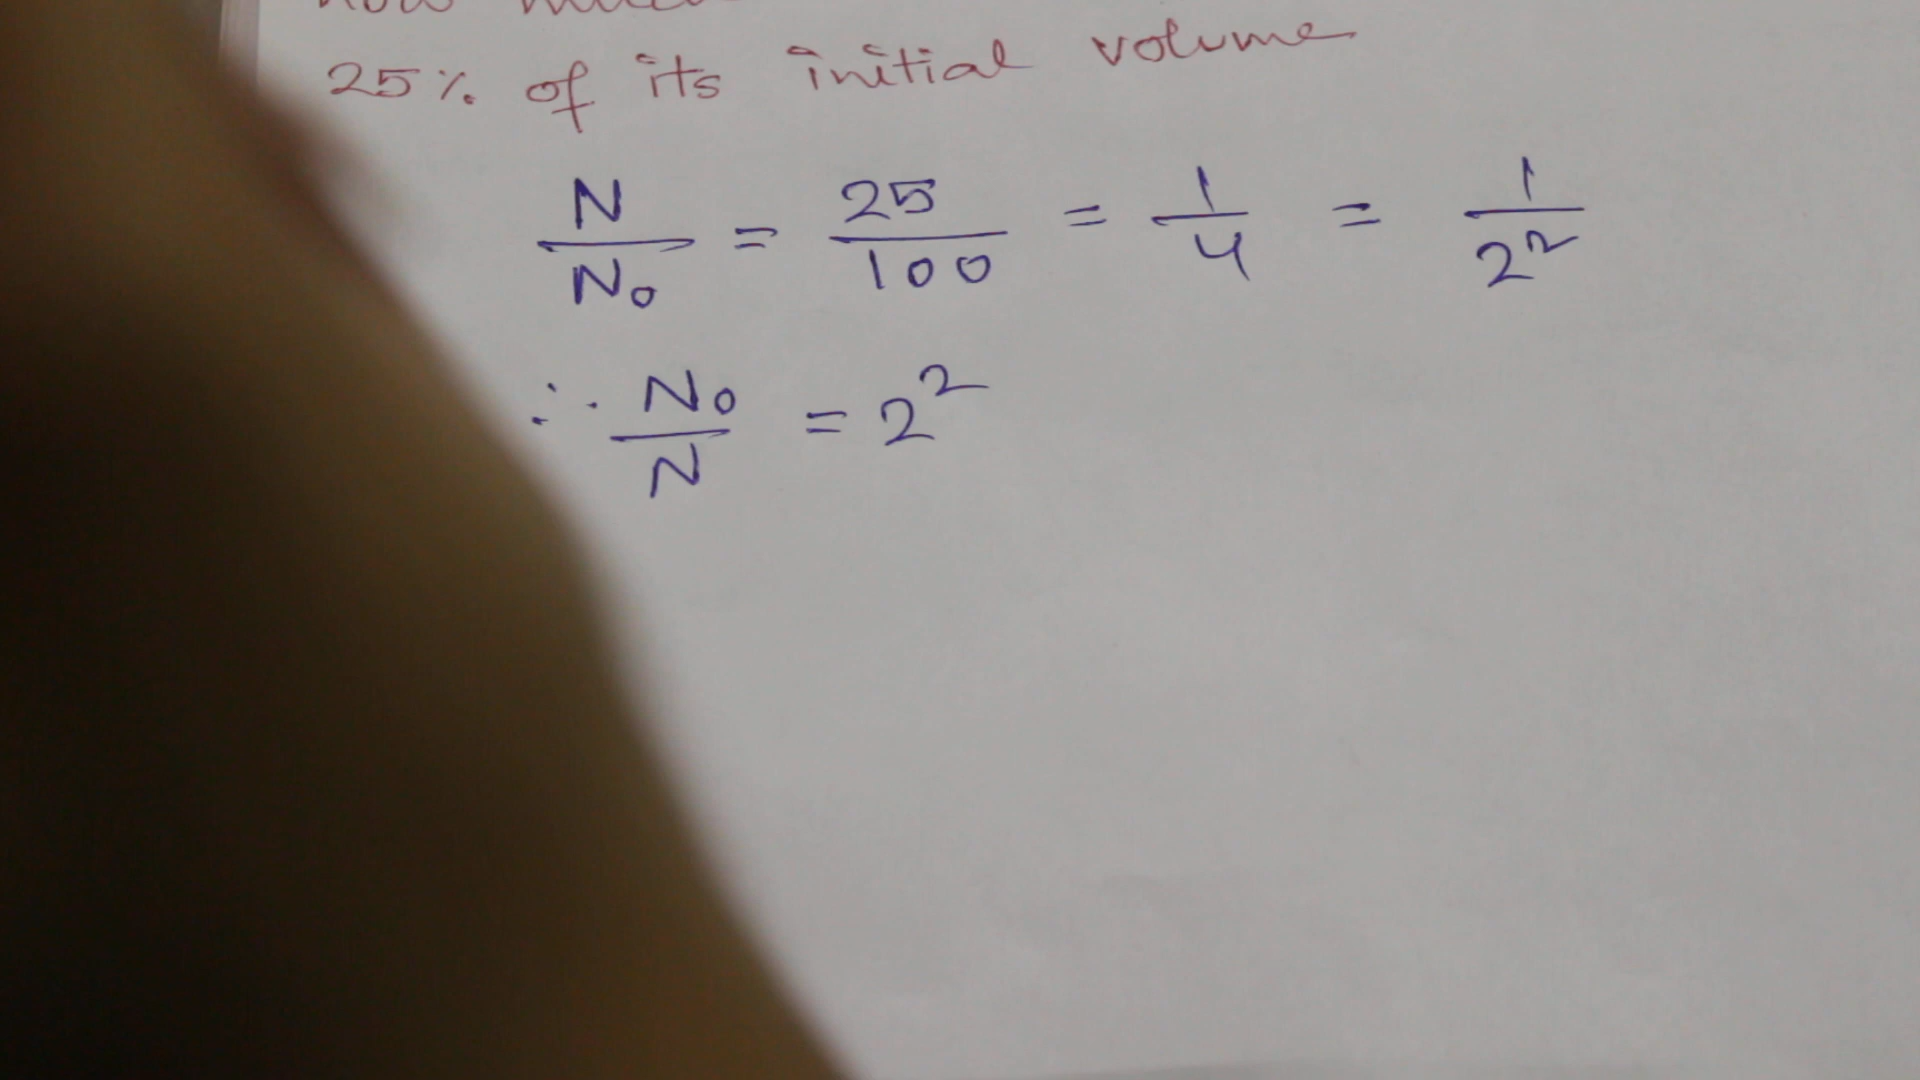 25% of its initial volume
N/N₀ = 25/100 = 1/4 = 1/2²
∴ N₀/N = 2²